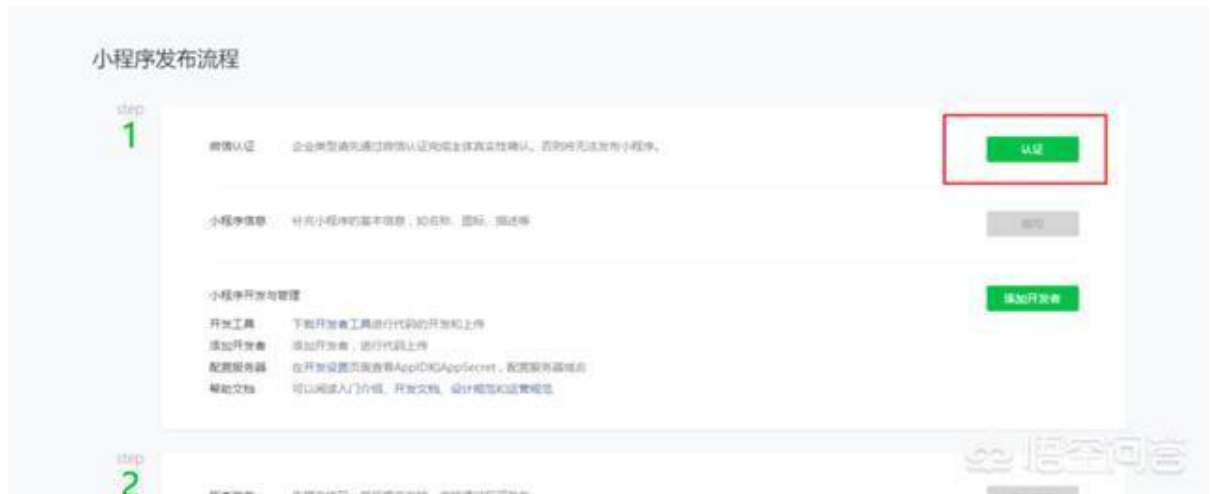 小程序发布流程
step
1
微信认证 企业类型请先通过微信认证完成主体真实性确认，否则将无法发布小程序。
认证
小程序信息 补充小程序的基本信息，如名称、图标、描述等
填写
小程序开发与管理
添加开发者
开发工具 下载开发者工具进行代码的开发和上传
添加开发者 添加开发者，进行代码上传
配置服务器 在开发设置页面查看AppID和AppSecret，配置服务器域名
帮助文档 可以阅读入门介绍、开发文档、设计规范和运营规范
step
2
悟空问答